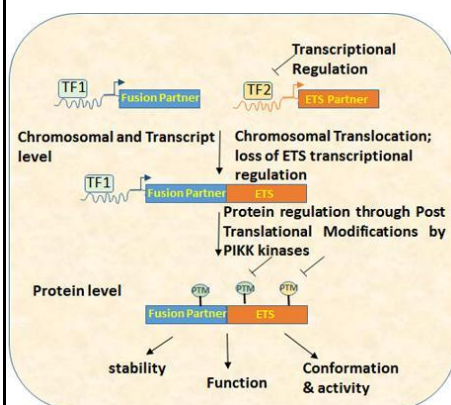 Transcriptional
Regulation
TF1
TF2
Fusion Partner
ETS Partner
Chromosomal and Transcript
level
Chromosomal Translocation;
loss of ETS transcriptional
regulation
TF1
Fusion Partner
ETS
Protein regulation through Post
Translational Modifications by
PIKK kinases
Protein level
PTM
PTM
PTM
Fusion Partner
ETS
stability
Function
Conformation
& activity